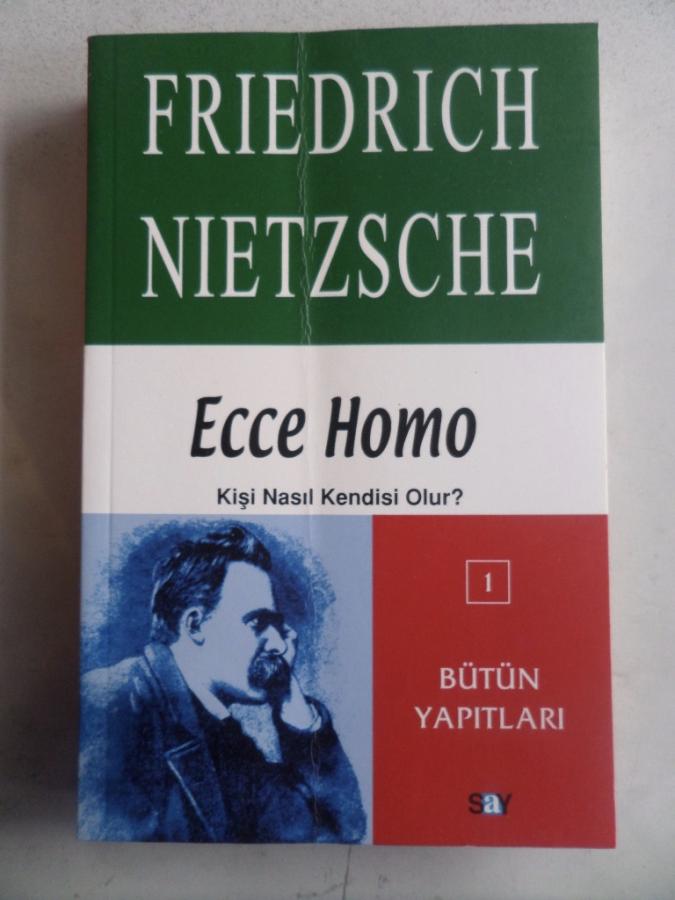 FRIEDRICH
NIETZSCHE
Ecce Homo
Kişi Nasıl Kendisi Olur?
1
BÜTÜN
YAPITLARI
SaY